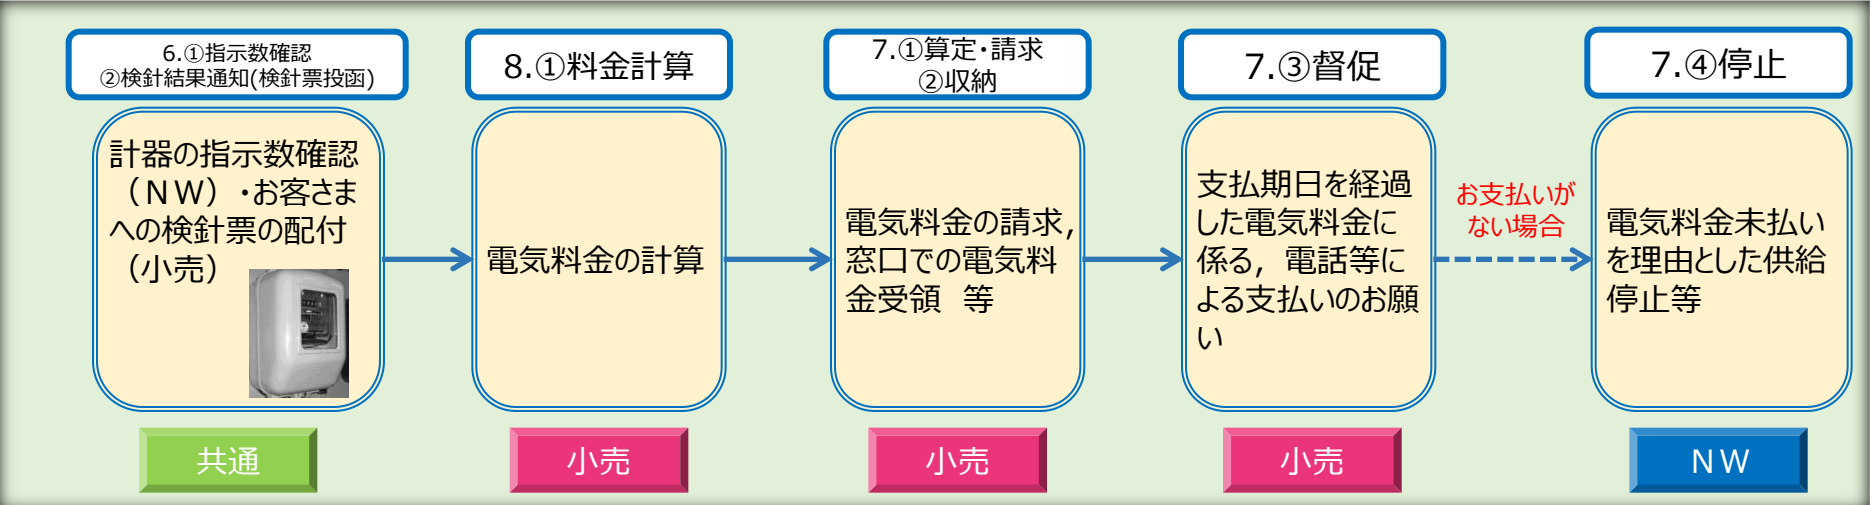 6.①指示数確認
②検針結果通知(検針票投函)
8.①料金計算
7.①算定・請求
②収納
7.③督促
7.④停止
計器の指示数確認
（ＮＷ）・お客さま
への検針票の配付
（小売）
電気料金の計算
電気料金の請求,
窓口での電気料
金受領　等
支払期日を経過
した電気料金に
係る, 電話等に
よる支払いのお願
い
お支払いが
ない場合
電気料金未払い
を理由とした供給
停止等
共通
小売
小売
小売
ＮＷ